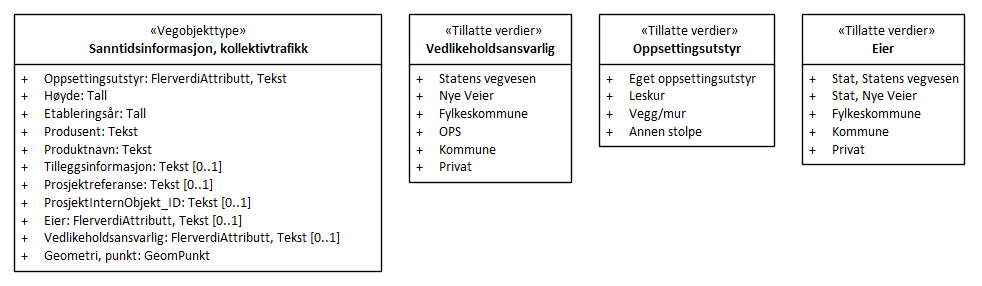 «Vegobjekttype»
Sanntidsinformasjon, kollektivtrafikk
+ Oppsettingsutstyr: FlerverdiAttributt, Tekst
+ Høyde: Tall
+ Etableringsår: Tall
+ Produsent: Tekst
+ Produktnavn: Tekst
+ Tilleggsinformasjon: Tekst [0..1]
+ Prosjektreferanse: Tekst [0..1]
+ ProsjektInternObjekt_ID: Tekst [0..1]
+ Eier: FlerverdiAttributt, Tekst [0..1]
+ Vedlikeholdsansvarlig: FlerverdiAttributt, Tekst [0..1]
+ Geometri, punkt: GeomPunkt
«Tillatte verdier»
Vedlikeholdsansvarlig
+ Statens vegvesen
+ Nye Veier
+ Fylkeskommune
+ OPS
+ Kommune
+ Privat
«Tillatte verdier»
Oppsettingsutstyr
+ Eget oppsettingsutstyr
+ Leskur
+ Vegg/mur
+ Annen stolpe
«Tillatte verdier»
Eier
+ Stat, Statens vegvesen
+ Stat, Nye Veier
+ Fylkeskommune
+ Kommune
+ Privat